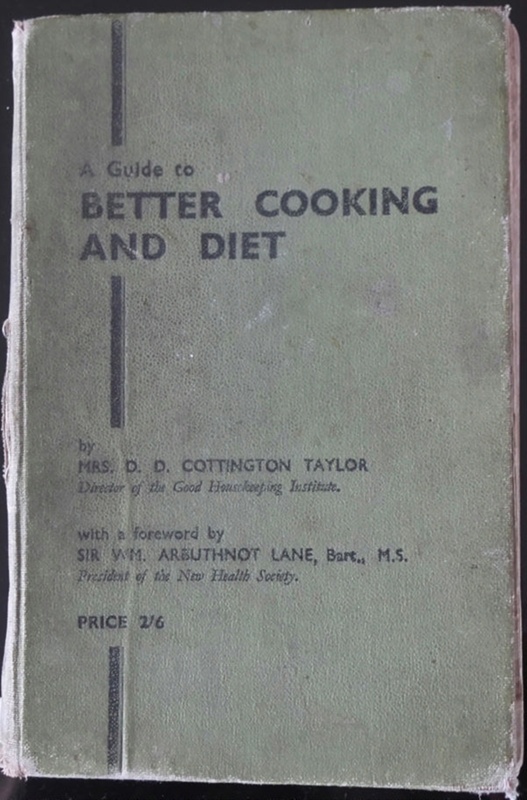 A Guide to
BETTER COOKING
AND DIET
by
MRS. D. D. COTTINGTON TAYLOR
Director of the Good Housekeeping Institute.
with a foreword by
SIR WM. ARBUTHNOT LANE, Bart., M.S.
President of the New Health Society.
PRICE 2/6